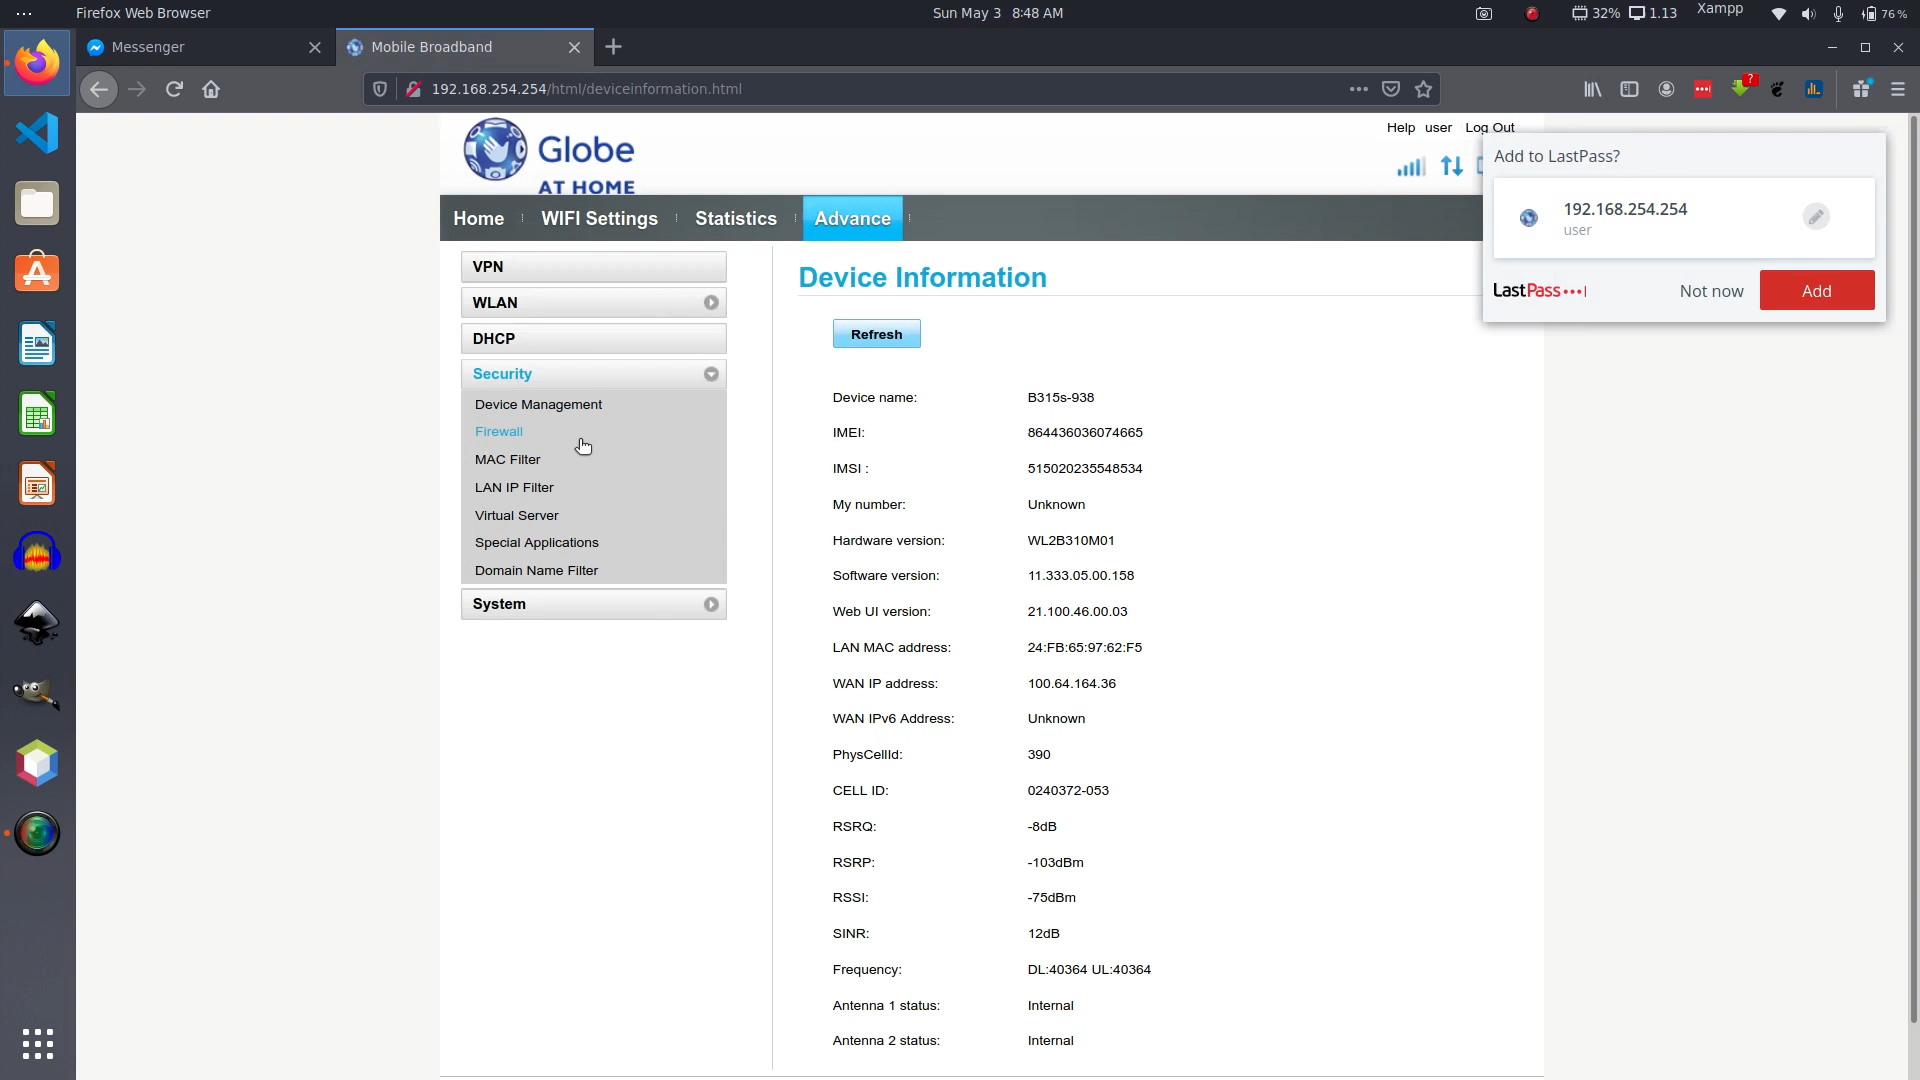 Firefox Web Browser
Sun May 3 8:48 AM
32% 1.13 Xampp 76 %
Messenger
Mobile Broadband
192.168.254.254/html/deviceinformation.html
Help user Log Out
Globe
AT HOME
Add to LastPass?
192.168.254.254
user
LastPass
Not now
Add
Home
WIFI Settings
Statistics
Advance
VPN
WLAN
DHCP
Security
Device Management
Firewall
MAC Filter
LAN IP Filter
Virtual Server
Special Applications
Domain Name Filter
System
Device Information
Refresh
Device name: B315s-938
IMEI: 864436036074665
IMSI : 515020235548534
My number: Unknown
Hardware version: WL2B310M01
Software version: 11.333.05.00.158
Web UI version: 21.100.46.00.03
LAN MAC address: 24:FB:65:97:62:F5
WAN IP address: 100.64.164.36
WAN IPv6 Address: Unknown
PhysCellId: 390
CELL ID: 0240372-053
RSRQ: -8dB
RSRP: -103dBm
RSSI: -75dBm
SINR: 12dB
Frequency: DL:40364 UL:40364
Antenna 1 status: Internal
Antenna 2 status: Internal